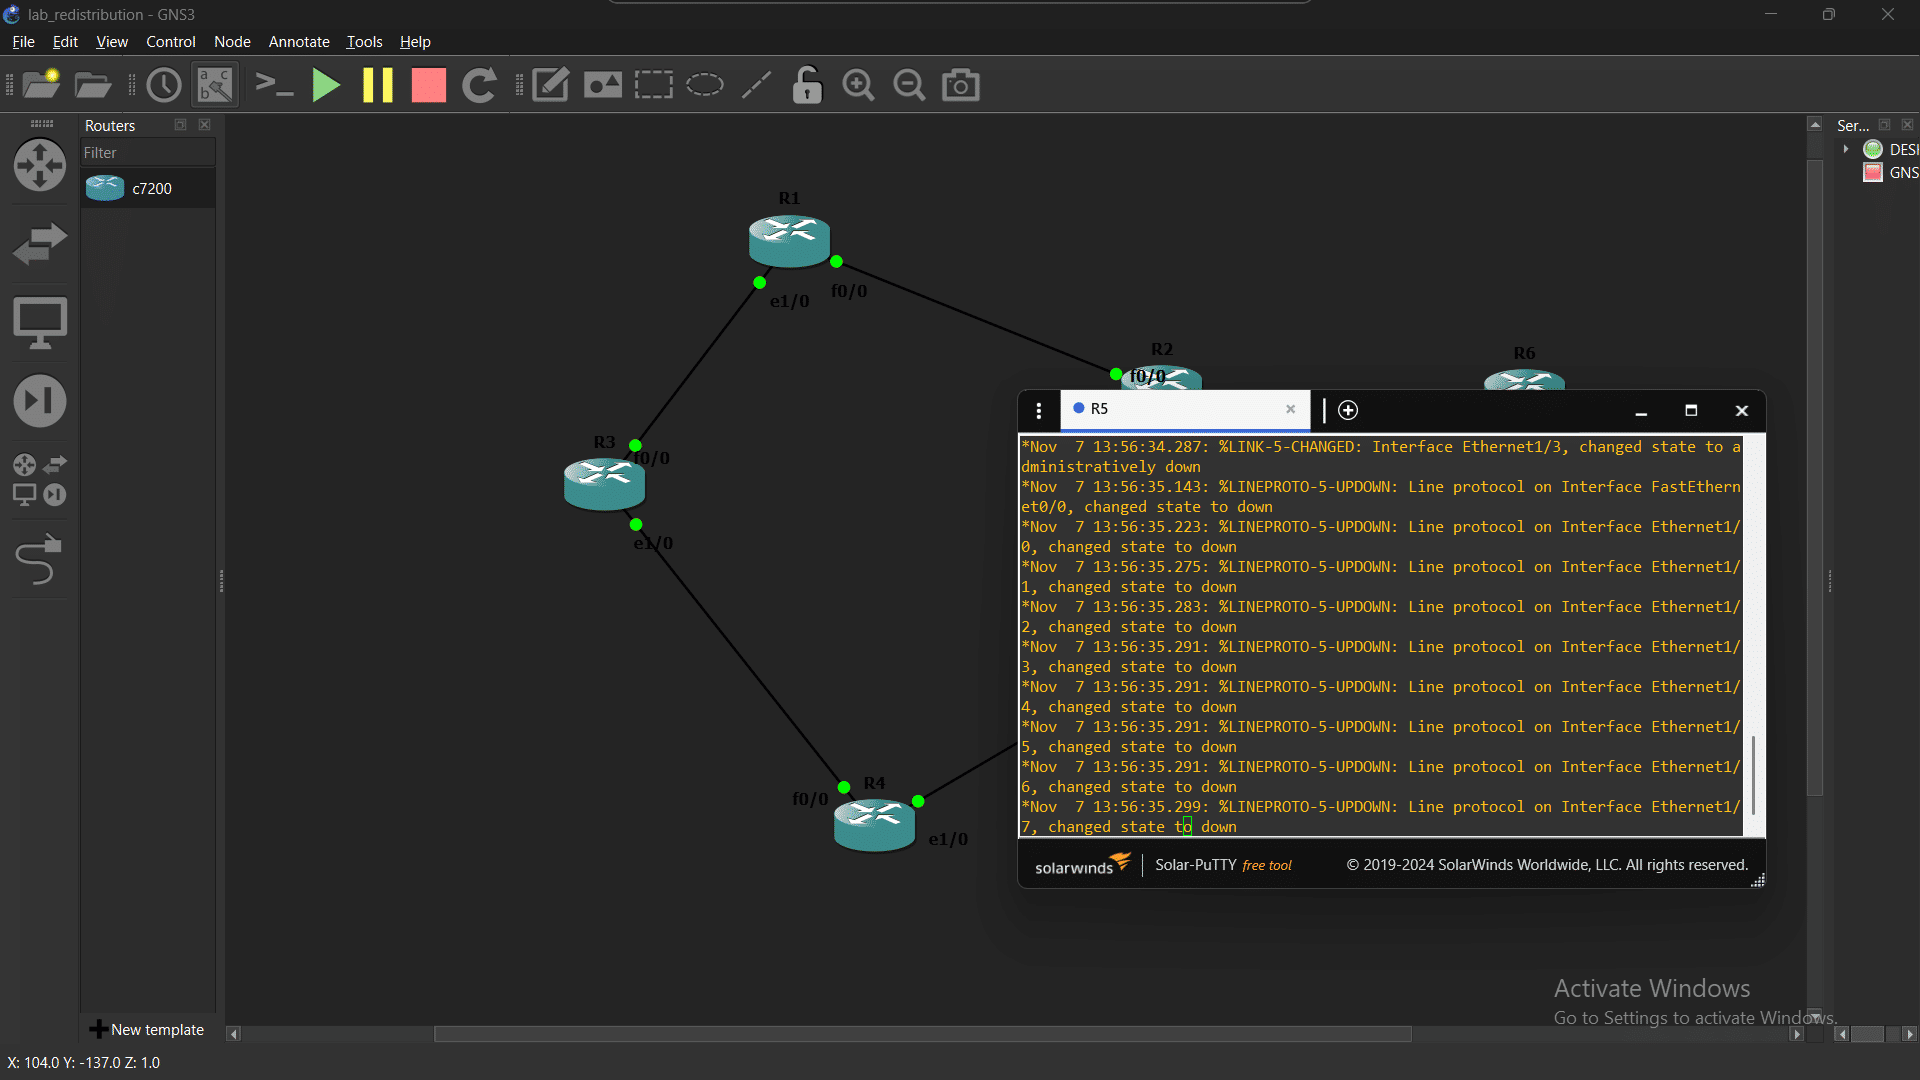 lab_redistribution - GNS3
File Edit View Control Node Annotate Tools Help
a c
b
Routers
Filter
c7200
Ser...
DESI
GNS
R1
e1/0
f0/0
R2
f0/0
R6
R3
f0/0
e1/0
R4
f0/0
e1/0
R5
*Nov  7 13:56:34.287: %LINK-5-CHANGED: Interface Ethernet1/3, changed state to a
dministratively down
*Nov  7 13:56:35.143: %LINEPROTO-5-UPDOWN: Line protocol on Interface FastEthern
et0/0, changed state to down
*Nov  7 13:56:35.223: %LINEPROTO-5-UPDOWN: Line protocol on Interface Ethernet1/
0, changed state to down
*Nov  7 13:56:35.275: %LINEPROTO-5-UPDOWN: Line protocol on Interface Ethernet1/
1, changed state to down
*Nov  7 13:56:35.283: %LINEPROTO-5-UPDOWN: Line protocol on Interface Ethernet1/
2, changed state to down
*Nov  7 13:56:35.291: %LINEPROTO-5-UPDOWN: Line protocol on Interface Ethernet1/
3, changed state to down
*Nov  7 13:56:35.291: %LINEPROTO-5-UPDOWN: Line protocol on Interface Ethernet1/
4, changed state to down
*Nov  7 13:56:35.291: %LINEPROTO-5-UPDOWN: Line protocol on Interface Ethernet1/
5, changed state to down
*Nov  7 13:56:35.291: %LINEPROTO-5-UPDOWN: Line protocol on Interface Ethernet1/
6, changed state to down
*Nov  7 13:56:35.299: %LINEPROTO-5-UPDOWN: Line protocol on Interface Ethernet1/
7, changed state to down
solarwinds Solar-PuTTY free tool © 2019-2024 SolarWinds Worldwide, LLC. All rights reserved.
Activate Windows
Go to Settings to activate Windows.
New template
X: 104.0 Y: -137.0 Z: 1.0